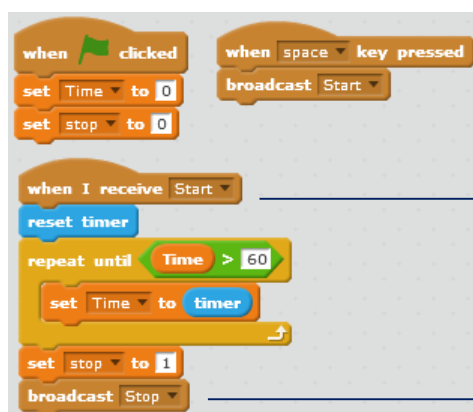 when clicked
set Time to 0
set stop to 0
when space key pressed
broadcast Start
when I receive Start
reset timer
repeat until Time > 60
set Time to timer
set stop to 1
broadcast Stop